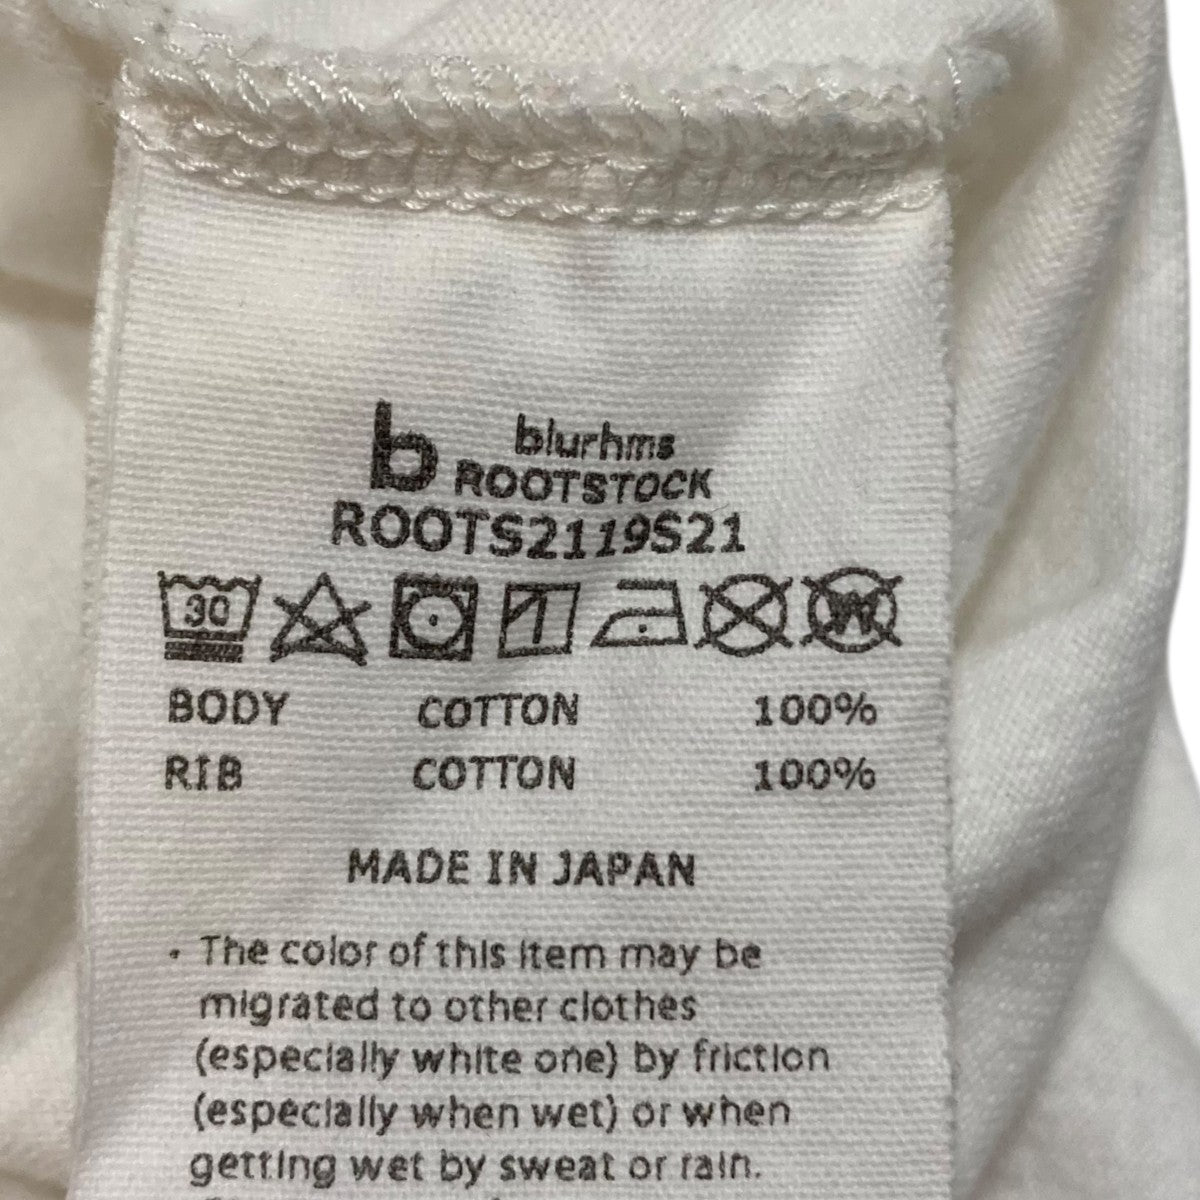 b blurhms
ROOTSTOCK
ROOTS2119S21
30 W
BODY COTTON 100%
RIB COTTON 100%
MADE IN JAPAN
· The color of this item may be
migrated to other clothes
(especially white one) by friction
(especially when wet) or when
getting wet by sweat or rain.